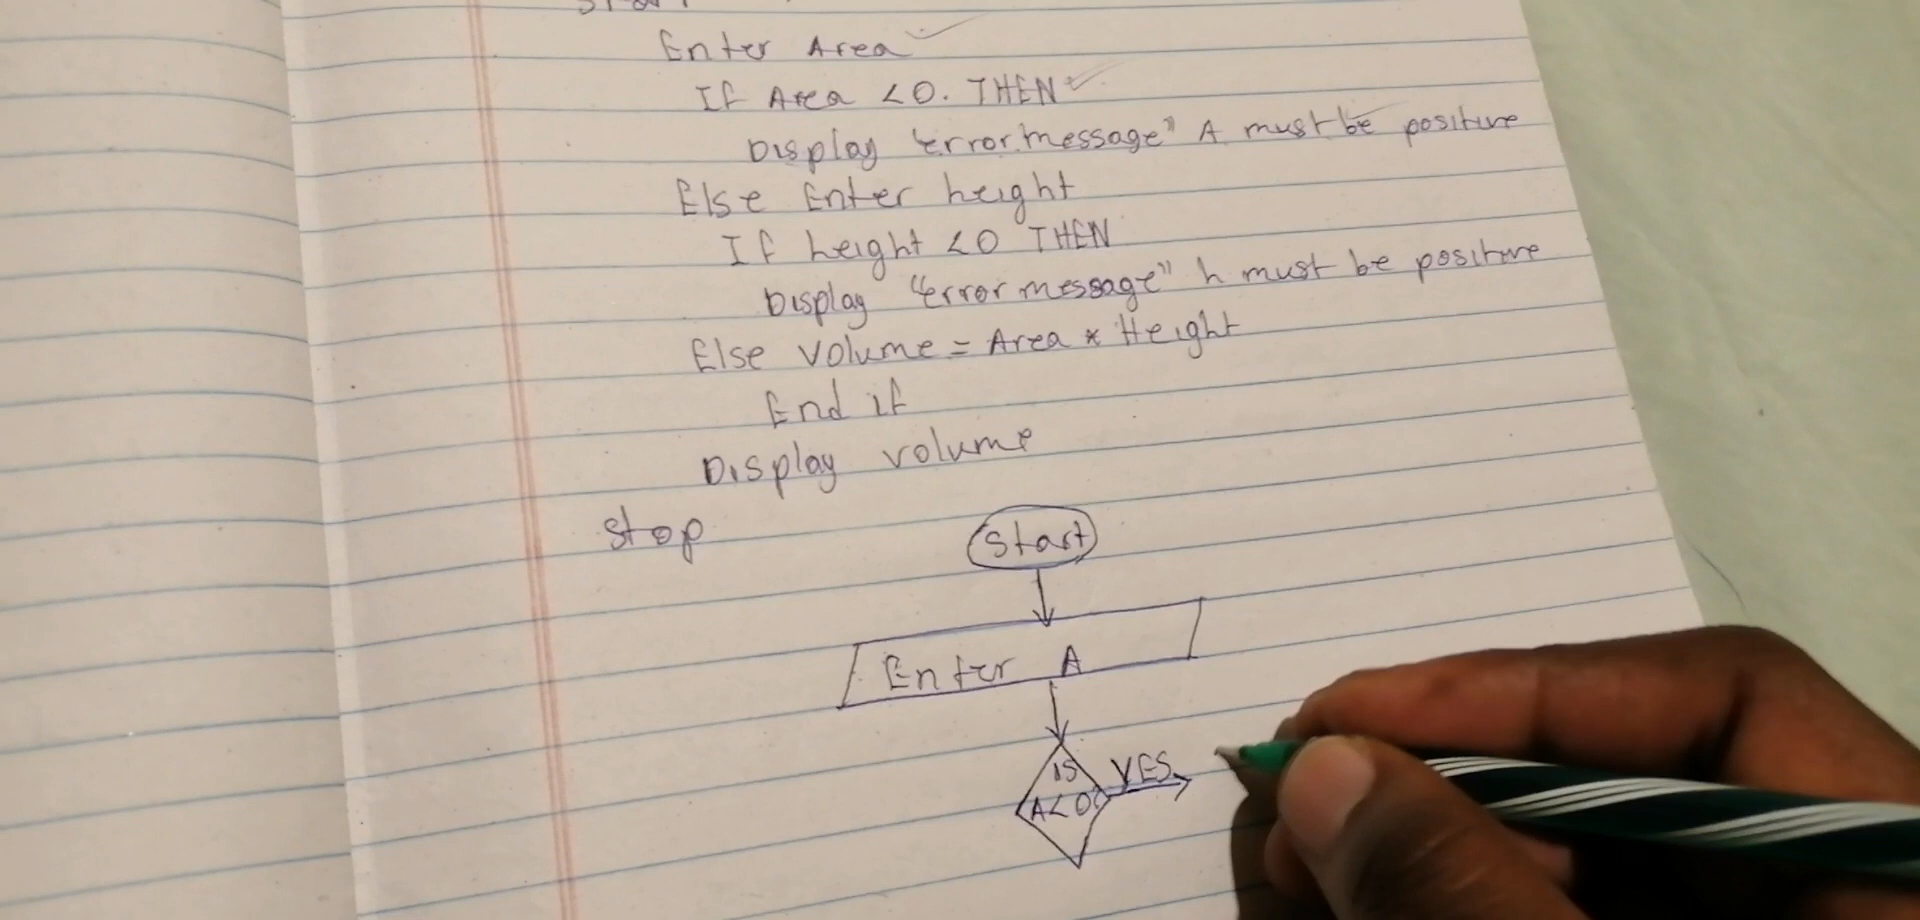 Enter Area
If Area <0. THEN
Display "error message" A must be positive
Else Enter height
If height <0 THEN
Display "error message" h must be positive
Else volume = Area * Height
End if
Display volume
Stop
Start
Enter A
IS
A<0?
YES